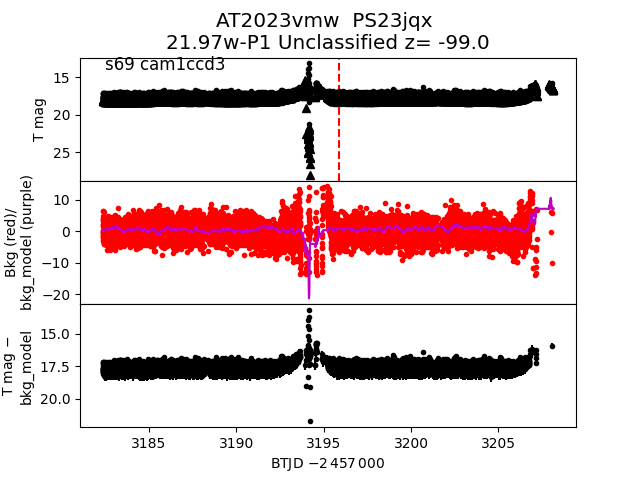 AT2023vmw  PS23jqx
21.97w-P1 Unclassified z= -99.0
s69 cam1ccd3
T mag
15
20
25
Bkg (red)/
bkg_model (purple)
10
0
−10
−20
T mag −
bkg_model
15.0
17.5
20.0
3185
3190
3195
3200
3205
BTJD −2 457 000